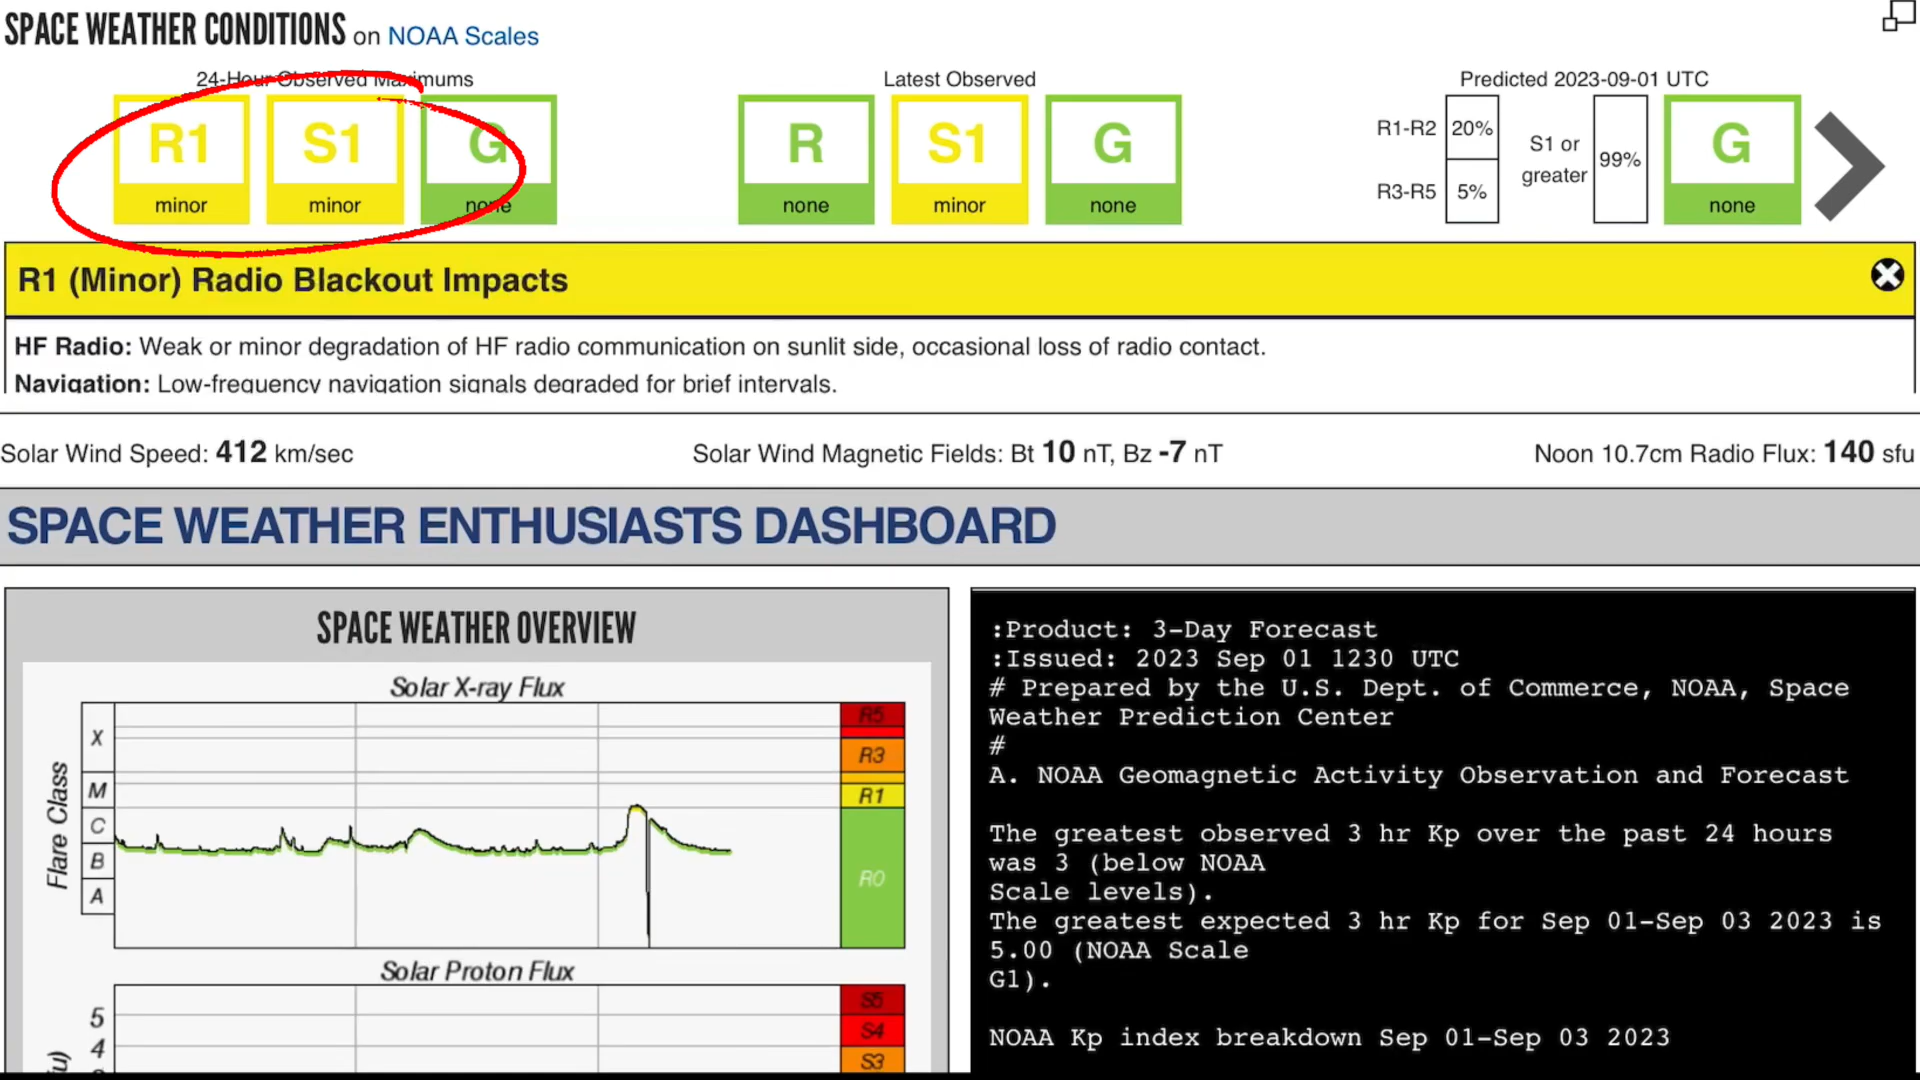 SPACE WEATHER CONDITIONS on NOAA Scales
24-Hour Observed Maximums
R1
minor
S1
minor
G
none
Latest Observed
R
none
S1
minor
G
none
Predicted 2023-09-01 UTC
R1-R2 20%
R3-R5 5%
S1 or
greater
99%
G
none
R1 (Minor) Radio Blackout Impacts
HF Radio: Weak or minor degradation of HF radio communication on sunlit side, occasional loss of radio contact.
Navigation: Low-frequency navigation signals degraded for brief intervals.
Solar Wind Speed: 412 km/sec
Solar Wind Magnetic Fields: Bt 10 nT, Bz -7 nT
Noon 10.7cm Radio Flux: 140 sfu
SPACE WEATHER ENTHUSIASTS DASHBOARD
SPACE WEATHER OVERVIEW
Solar X-ray Flux
Flare Class
X
M
C
B
A
R5
R3
R1
R0
Solar Proton Flux
5
4
S5
S4
S3
:Product: 3-Day Forecast
:Issued: 2023 Sep 01 1230 UTC
# Prepared by the U.S. Dept. of Commerce, NOAA, Space
Weather Prediction Center
#
A. NOAA Geomagnetic Activity Observation and Forecast
The greatest observed 3 hr Kp over the past 24 hours
was 3 (below NOAA
Scale levels).
The greatest expected 3 hr Kp for Sep 01-Sep 03 2023 is
5.00 (NOAA Scale
G1).
NOAA Kp index breakdown Sep 01-Sep 03 2023